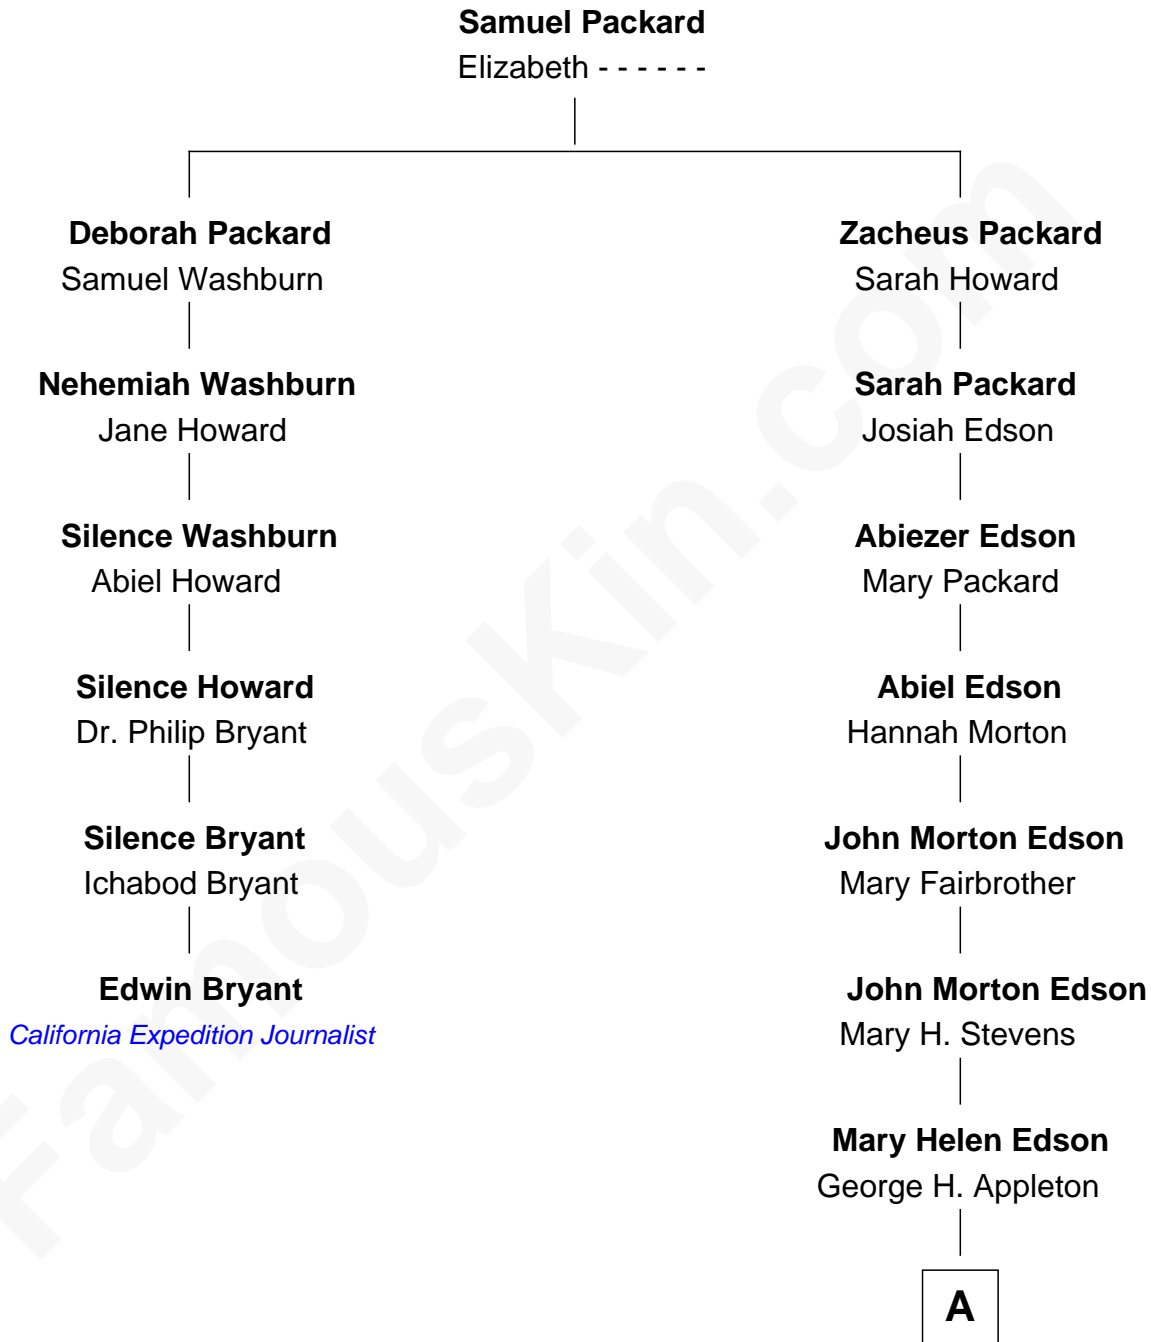 Samuel Packard
Elizabeth - - - - - -
Deborah Packard
Samuel Washburn
Zacheus Packard
Sarah Howard
Nehemiah Washburn
Jane Howard
Sarah Packard
Josiah Edson
Silence Washburn
Abiel Howard
Abiezer Edson
Mary Packard
Silence Howard
Dr. Philip Bryant
Abiel Edson
Hannah Morton
Silence Bryant
Ichabod Bryant
John Morton Edson
Mary Fairbrother
Edwin Bryant
California Expedition Journalist
John Morton Edson
Mary H. Stevens
Mary Helen Edson
George H. Appleton
A
FamousKin.com